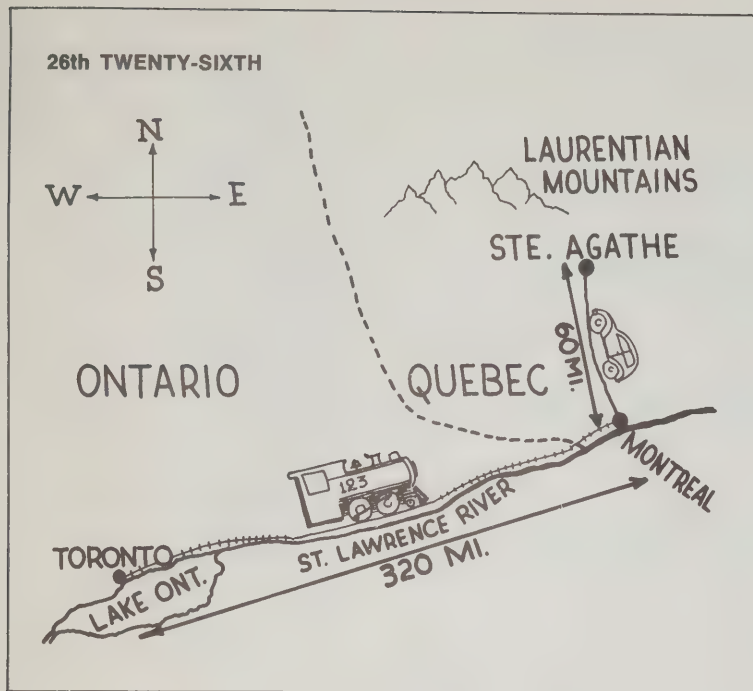 26th TWENTY-SIXTH
N
W
E
S
LAURENTIAN
MOUNTAINS
STE. AGATHE
60 MI.
ONTARIO
QUEBEC
MONTREAL
123
ST. LAWRENCE RIVER
320 MI.
TORONTO
LAKE ONT.